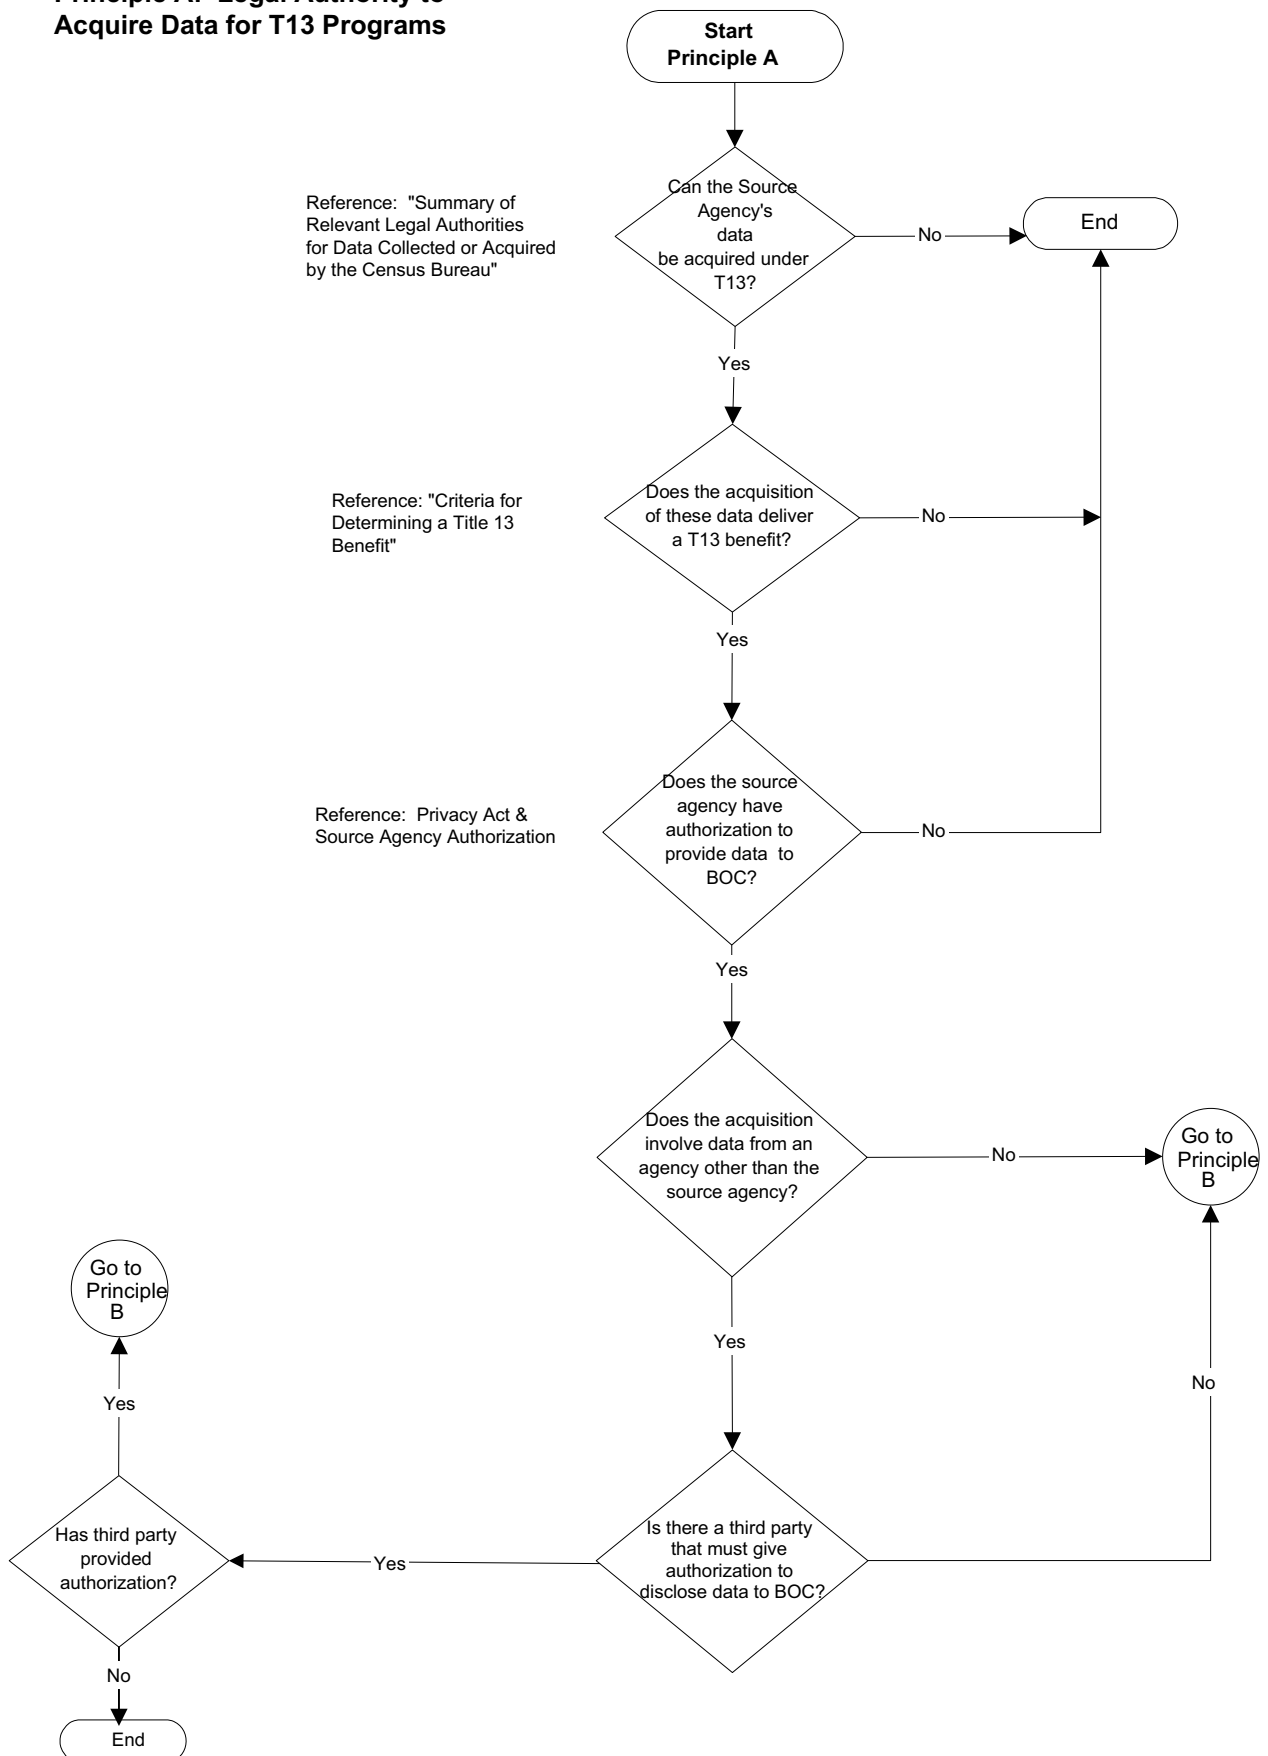 Principle A: Legal Authority to
Acquire Data for T13 Programs
Start
Principle A
Reference: "Summary of
Relevant Legal Authorities
for Data Collected or Acquired
by the Census Bureau"
Can the Source
Agency's
data
be acquired under
T13?
No
End
Yes
Reference: "Criteria for
Determining a Title 13
Benefit"
Does the acquisition
of these data deliver
a T13 benefit?
No
Yes
Reference: Privacy Act &
Source Agency Authorization
Does the source
agency have
authorization to
provide data to
BOC?
No
Yes
Does the acquisition
involve data from an
agency other than the
source agency?
No
Go to
Principle
B
Go to
Principle
B
Yes
No
Yes
Has third party
provided
authorization?
Yes
Is there a third party
that must give
authorization to
disclose data to BOC?
No
End